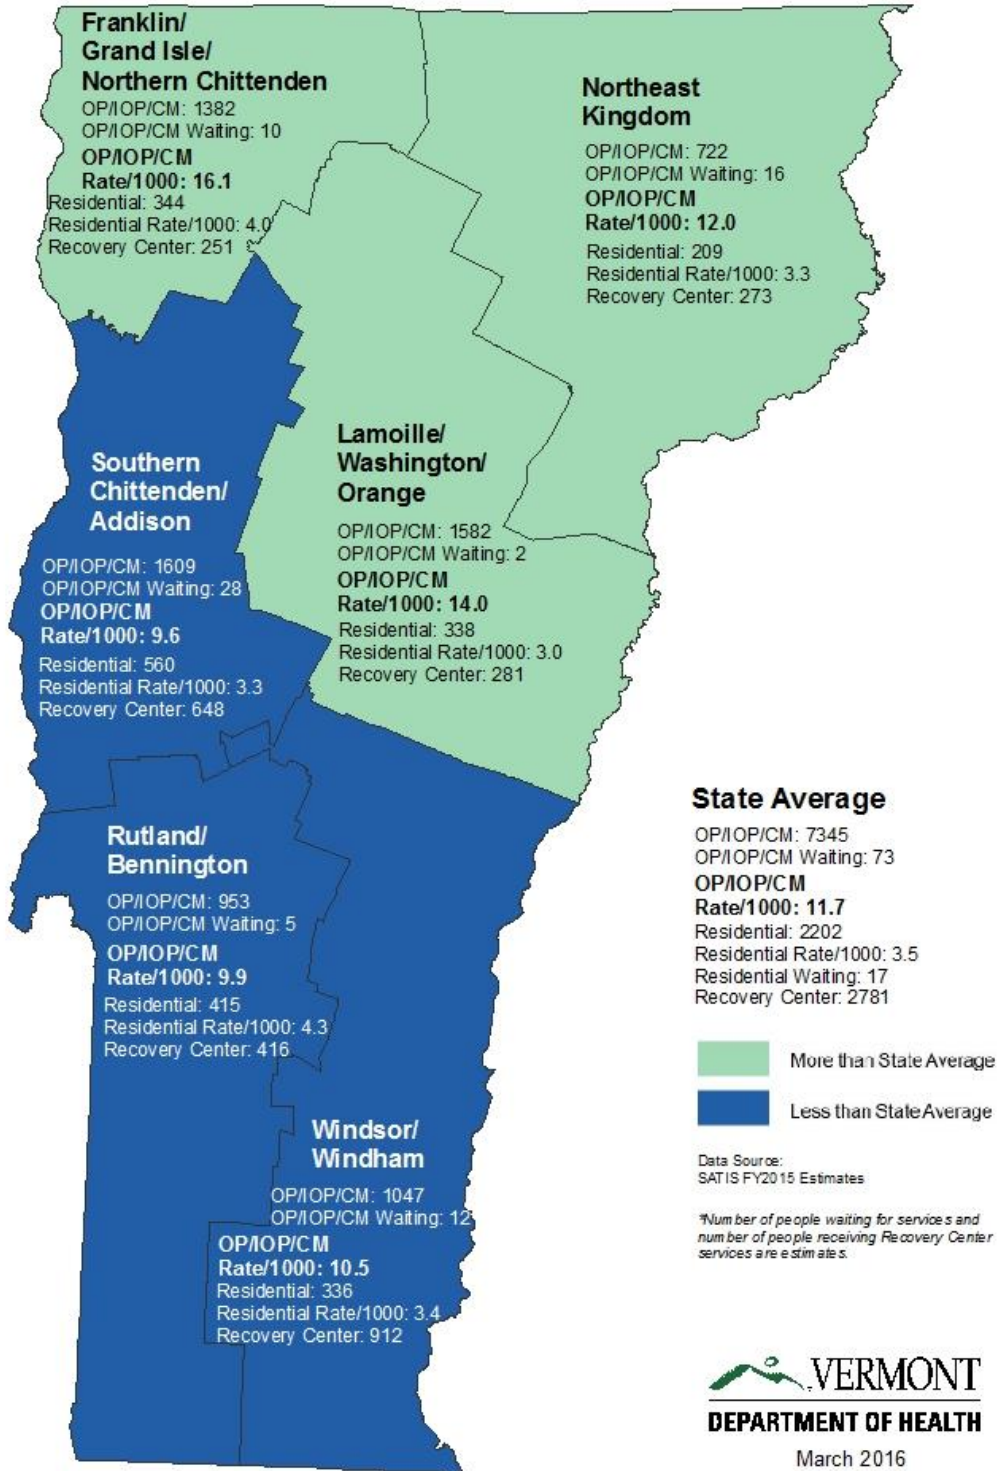 Franklin/
Grand Isle/
Northern Chittenden
OP/IOP/CM: 1382
OP/IOP/CM Waiting: 10
OP/IOP/CM
Rate/1000: 16.1
Residential: 344
Residential Rate/1000: 4.0
Recovery Center: 251
Northeast
Kingdom
OP/IOP/CM: 722
OP/IOP/CM Waiting: 16
OP/IOP/CM
Rate/1000: 12.0
Residential: 209
Residential Rate/1000: 3.3
Recovery Center: 273
Lamoille/
Washington/
Orange
OP/IOP/CM: 1582
OP/IOP/CM Waiting: 2
OP/IOP/CM
Rate/1000: 14.0
Residential: 338
Residential Rate/1000: 3.0
Recovery Center: 281
Southern
Chittenden/
Addison
OP/IOP/CM: 1609
OP/IOP/CM Waiting: 28
OP/IOP/CM
Rate/1000: 9.6
Residential: 560
Residential Rate/1000: 3.3
Recovery Center: 648
Rutland/
Bennington
OP/IOP/CM: 953
OP/IOP/CM Waiting: 5
OP/IOP/CM
Rate/1000: 9.9
Residential: 415
Residential Rate/1000: 4.3
Recovery Center: 416
Windsor/
Windham
OP/IOP/CM: 1047
OP/IOP/CM Waiting: 12
OP/IOP/CM
Rate/1000: 10.5
Residential: 336
Residential Rate/1000: 3.4
Recovery Center: 912
State Average
OP/IOP/CM: 7345
OP/IOP/CM Waiting: 73
OP/IOP/CM
Rate/1000: 11.7
Residential: 2202
Residential Rate/1000: 3.5
Residential Waiting: 17
Recovery Center: 2781
More than State Average
Less than State Average
Data Source:
SATIS FY2015 Estimates
*Number of people waiting for services and
number of people receiving Recovery Center
services are estimates.
VERMONT
DEPARTMENT OF HEALTH
March 2016